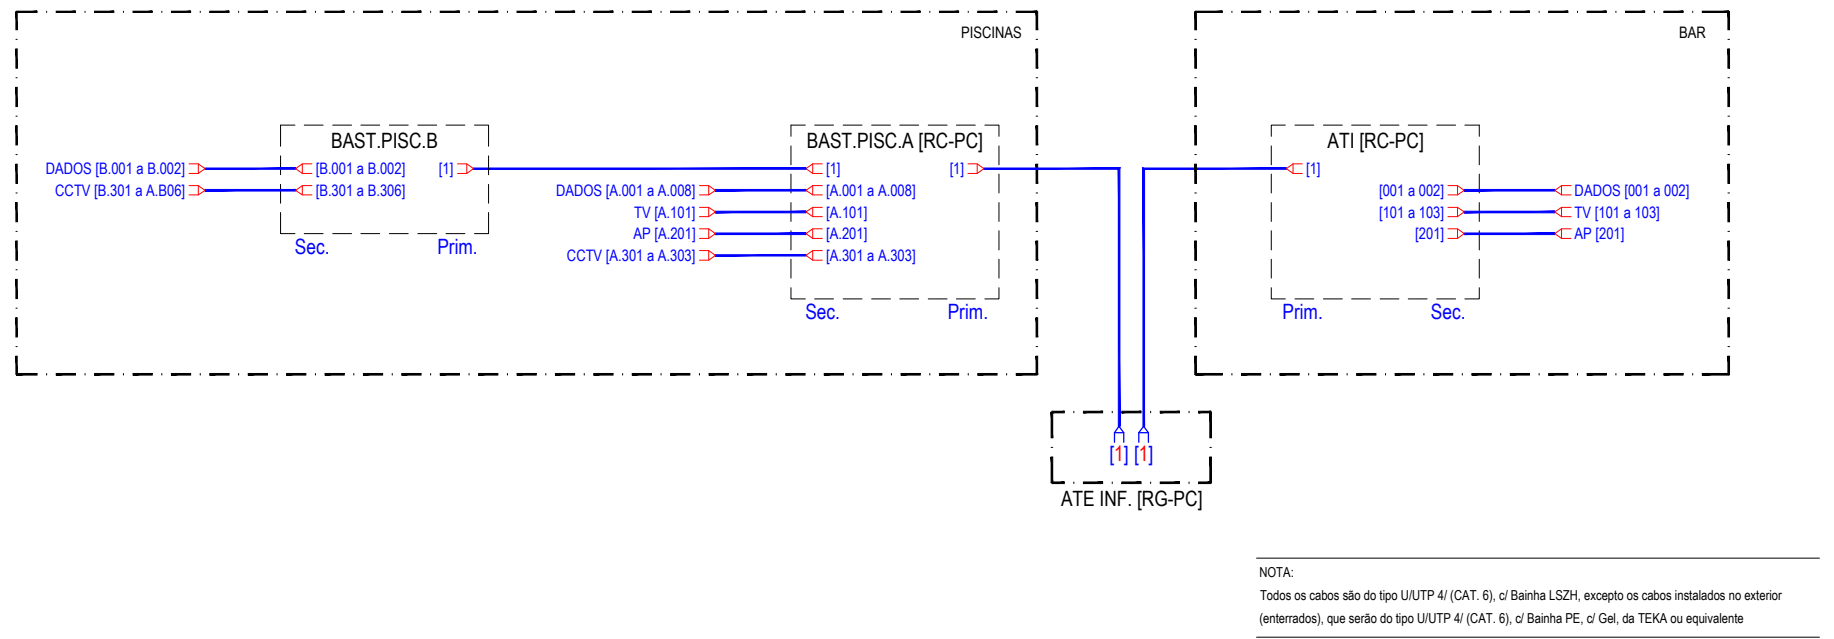 PISCINAS
BAR
BAST.PISC.B
DADOS [B.001 a B.002]
[B.001 a B.002]
[1]
CCTV [B.301 a A.B06]
[B.301 a B.306]
Sec.
Prim.
BAST.PISC.A [RC-PC]
[1]
[1]
DADOS [A.001 a A.008]
[A.001 a A.008]
TV [A.101]
[A.101]
AP [A.201]
[A.201]
CCTV [A.301 a A.303]
[A.301 a A.303]
Sec.
Prim.
ATI [RC-PC]
[1]
[001 a 002]
DADOS [001 a 002]
[101 a 103]
TV [101 a 103]
[201]
AP [201]
Prim.
Sec.
[1] [1]
ATE INF. [RG-PC]
NOTA:
Todos os cabos são do tipo U/UTP 4/ (CAT. 6), c/ Bainha LSZH, excepto os cabos instalados no exterior
(enterrados), que serão do tipo U/UTP 4/ (CAT. 6), c/ Bainha PE, c/ Gel, da TEKA ou equivalente